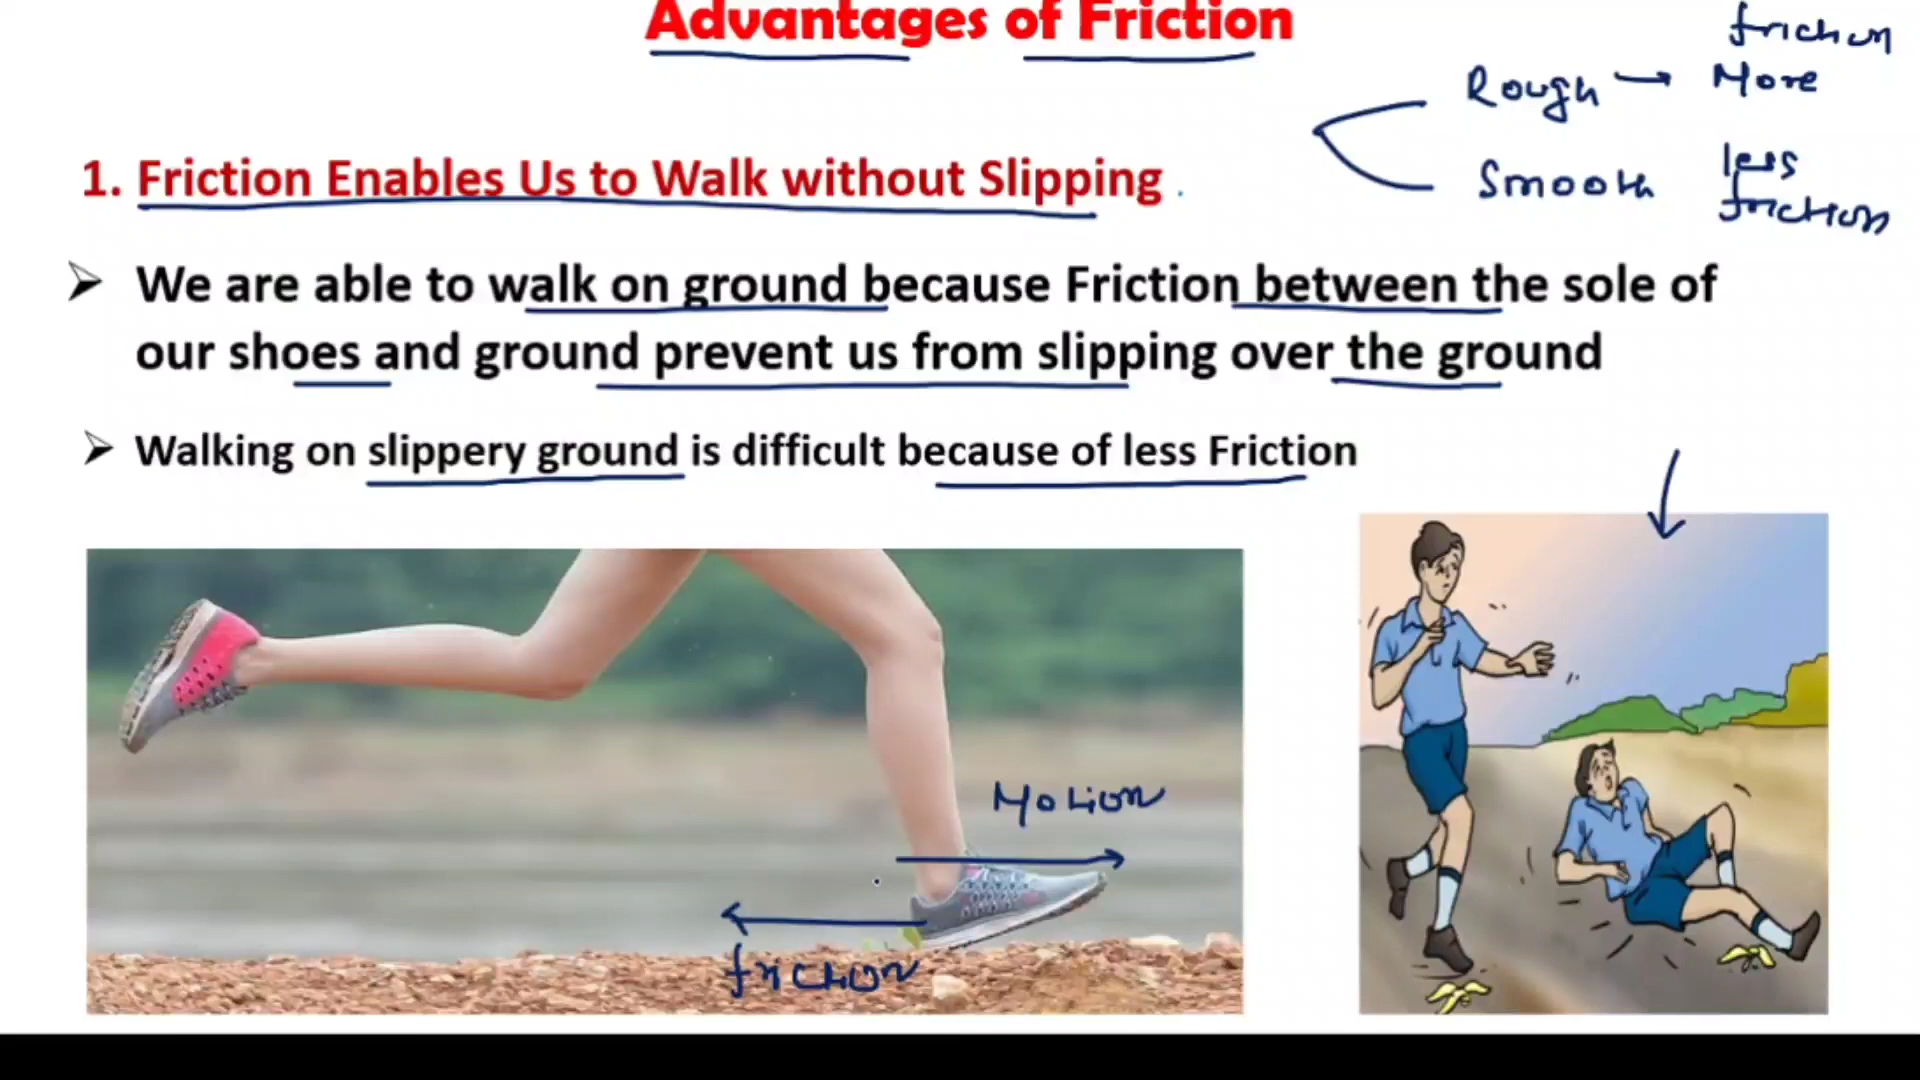 Advantages of Friction
friction
Rough → More
Smooth less
friction
1. Friction Enables Us to Walk without Slipping
➢ We are able to walk on ground because Friction between the sole of
our shoes and ground prevent us from slipping over the ground
➢ Walking on slippery ground is difficult because of less Friction
Motion
friction